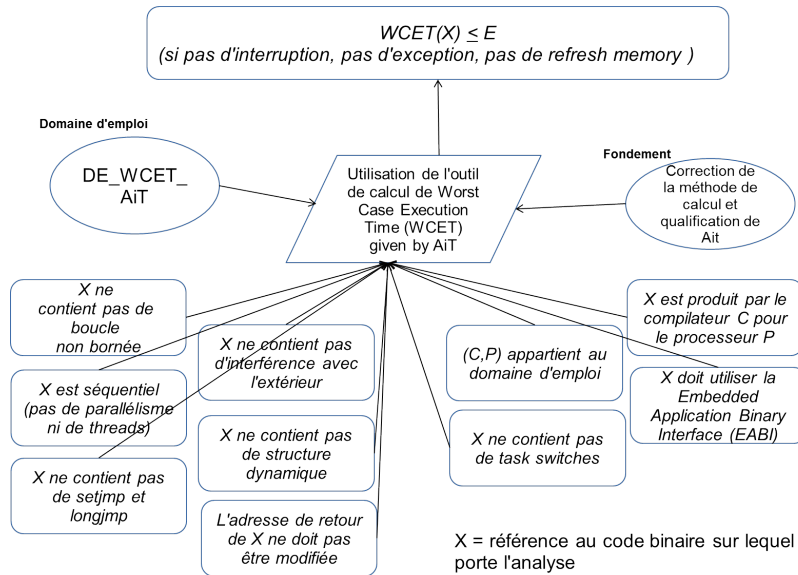 WCET(X) ≤ E
(si pas d'interruption, pas d'exception, pas de refresh memory )
Domaine d'emploi
DE_WCET_
AiT
Utilisation de l'outil
de calcul de Worst
Case Execution
Time (WCET)
given by AiT
Fondement
Correction de
la méthode de
calcul et
qualification de
Ait
X ne
contient pas de
boucle
non bornée
X ne contient pas
d'interférence avec
l'extérieur
(C,P) appartient au
domaine d'emploi
X est produit par le
compilateur C pour
le processeur P
X est séquentiel
(pas de parallélisme
ni de threads)
X doit utiliser la
Embedded
Application Binary
Interface (EABI)
X ne contient pas
de structure
dynamique
X ne contient pas
de task switches
X ne contient pas
de setjmp et
longjmp
L'adresse de retour
de X ne doit pas
être modifiée
X = référence au code binaire sur lequel
porte l'analyse